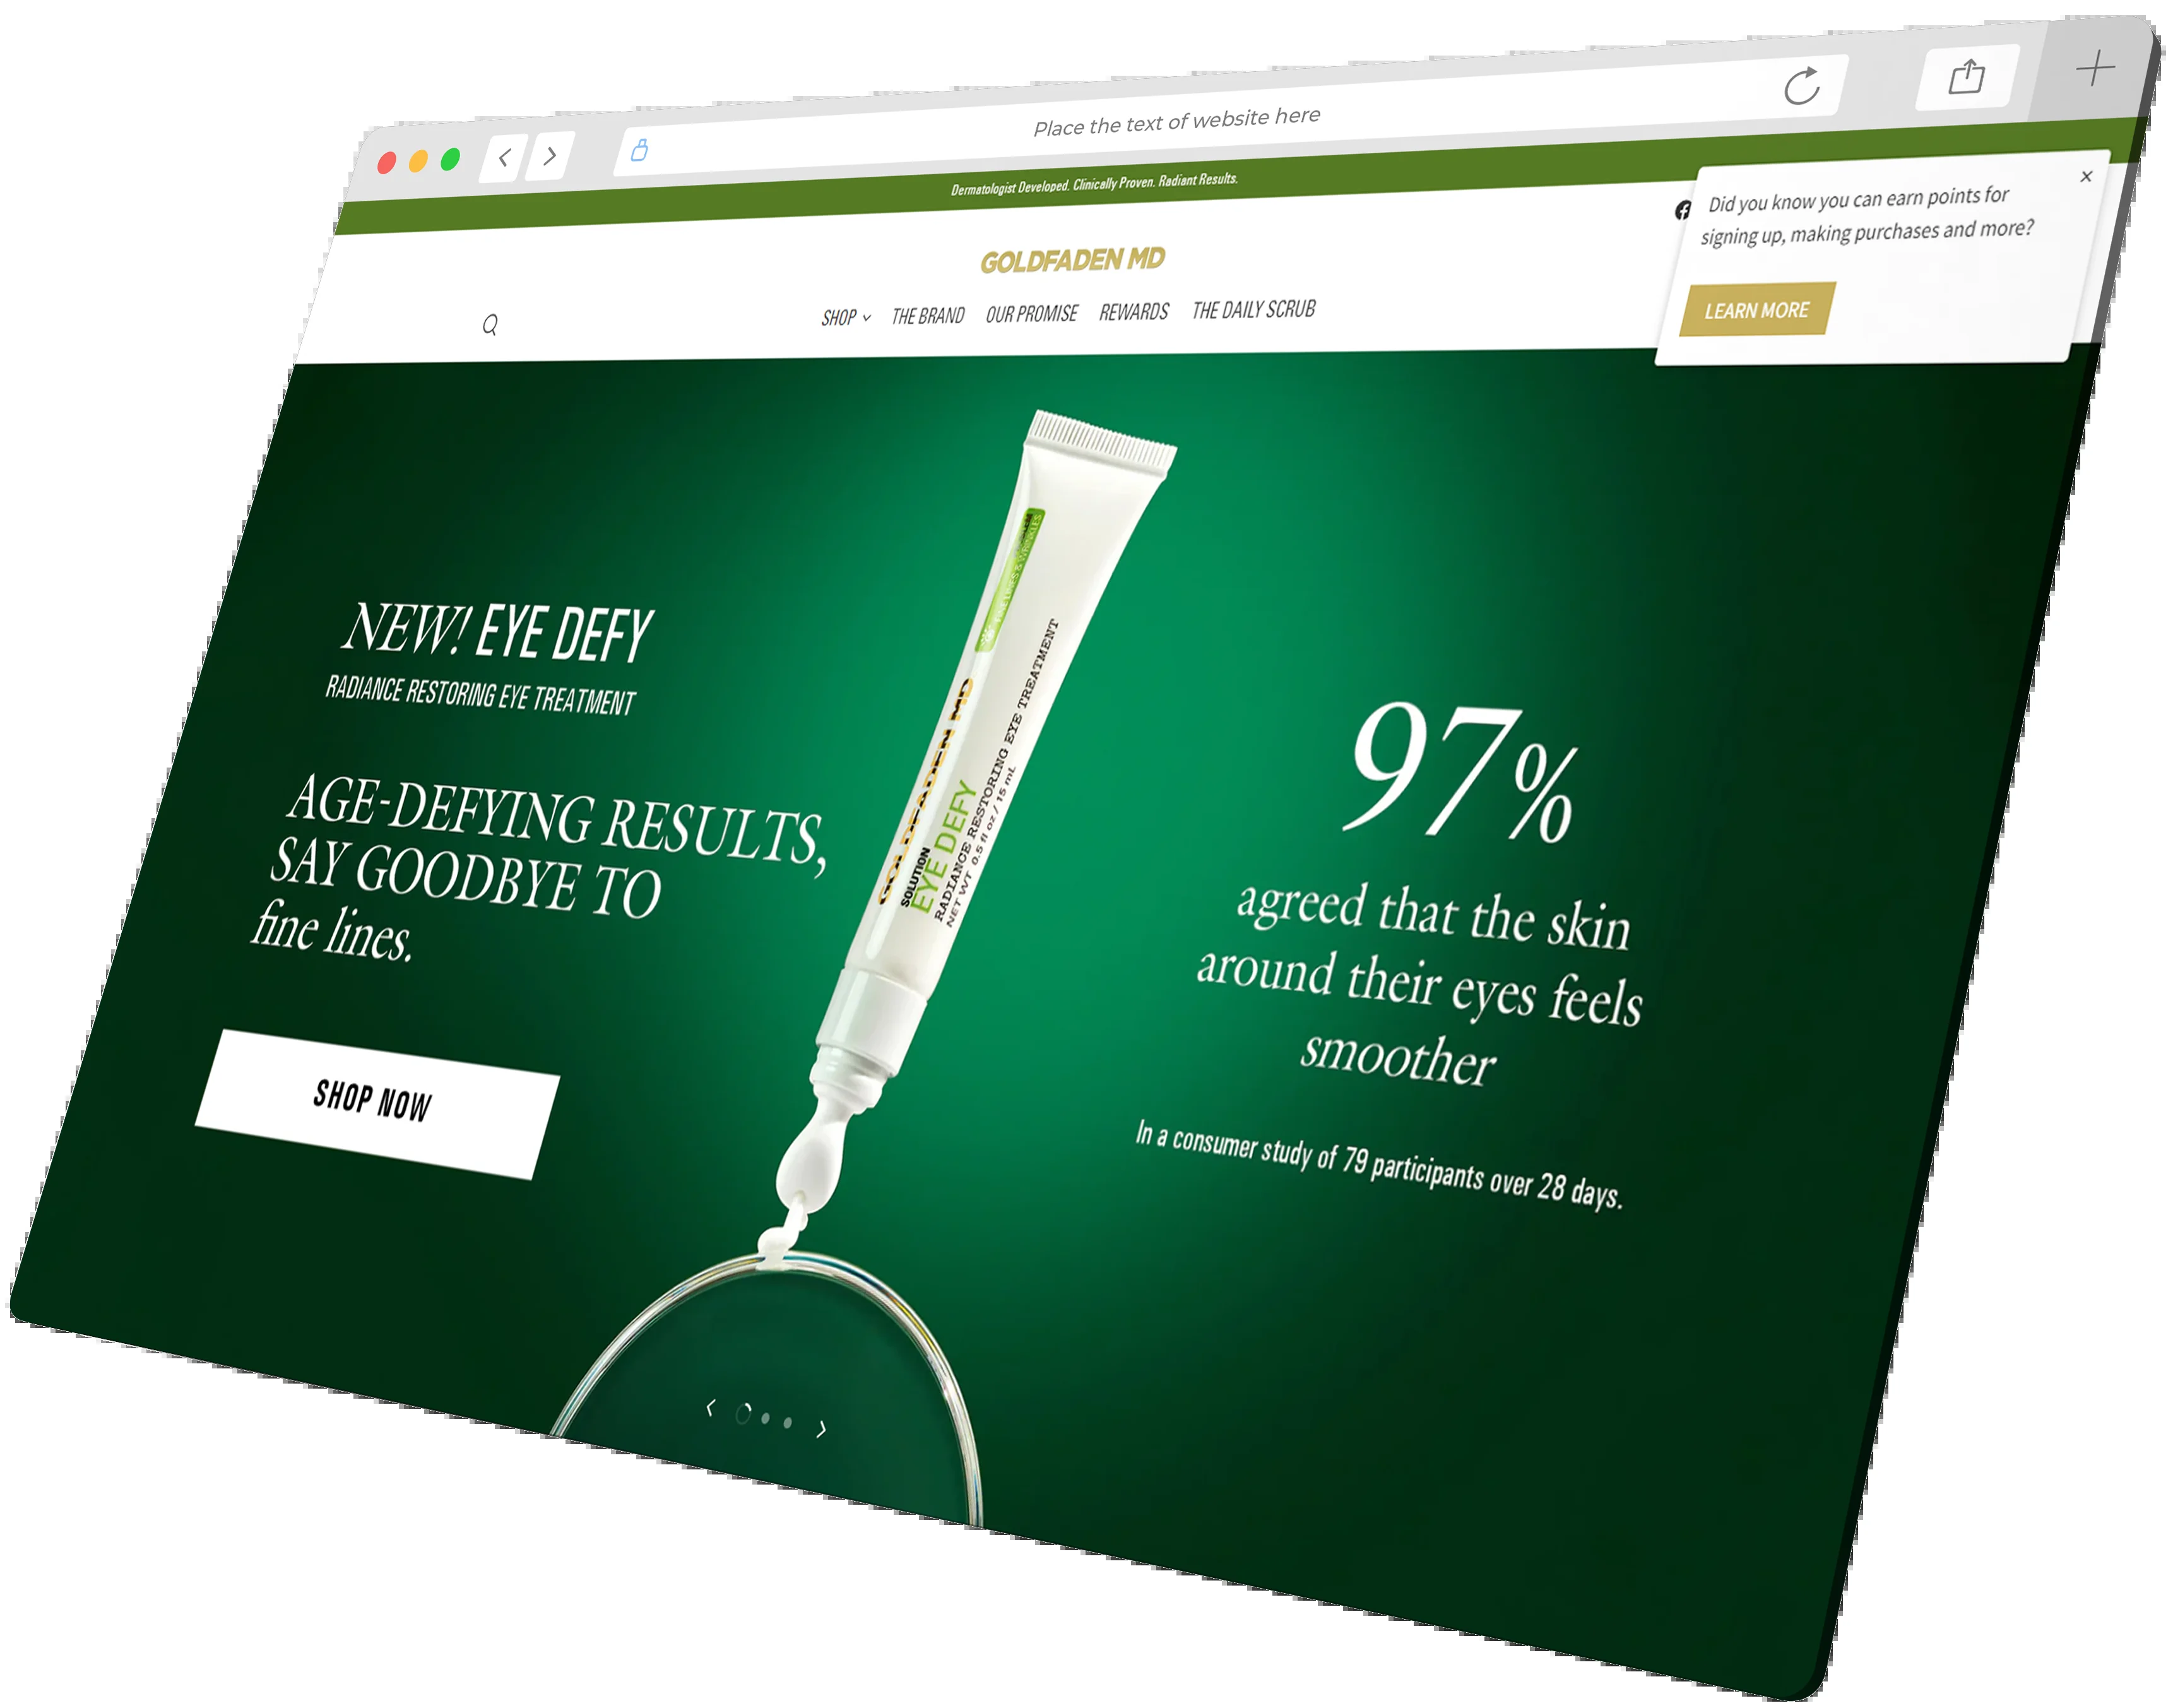 Place the text of website here
Dermatologist Developed. Clinically Proven. Radiant Results.
Did you know you can earn points for
signing up, making purchases and more?
LEARN MORE
GOLDFADEN MD
SHOP THE BRAND OUR PROMISE REWARDS THE DAILY SCRUB
NEW! EYE DEFY
RADIANCE RESTORING EYE TREATMENT
AGE-DEFYING RESULTS,
SAY GOODBYE TO
fine lines.
SHOP NOW
GOLDFADEN MD
SOLUTION
EYE DEFY
RADIANCE RESTORING EYE TREATMENT
NET WT 0.5 fl oz / 15 mL
97%
agreed that the skin
around their eyes feels
smoother
In a consumer study of 79 participants over 28 days.